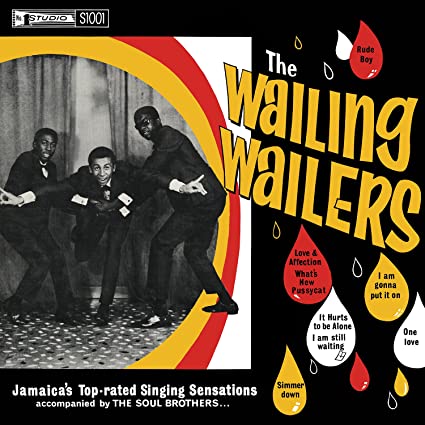 No 1 STUDIO S1001
Rude
Boy
The
WAILING
WAILERS
Love &
Affection
What's
New
Pussycat
I am
gonna
put it on
It Hurts
to be Alone
I am still
waiting
One
love
Simmer
down
Jamaica's Top-rated Singing Sensations
accompanied by THE SOUL BROTHERS...